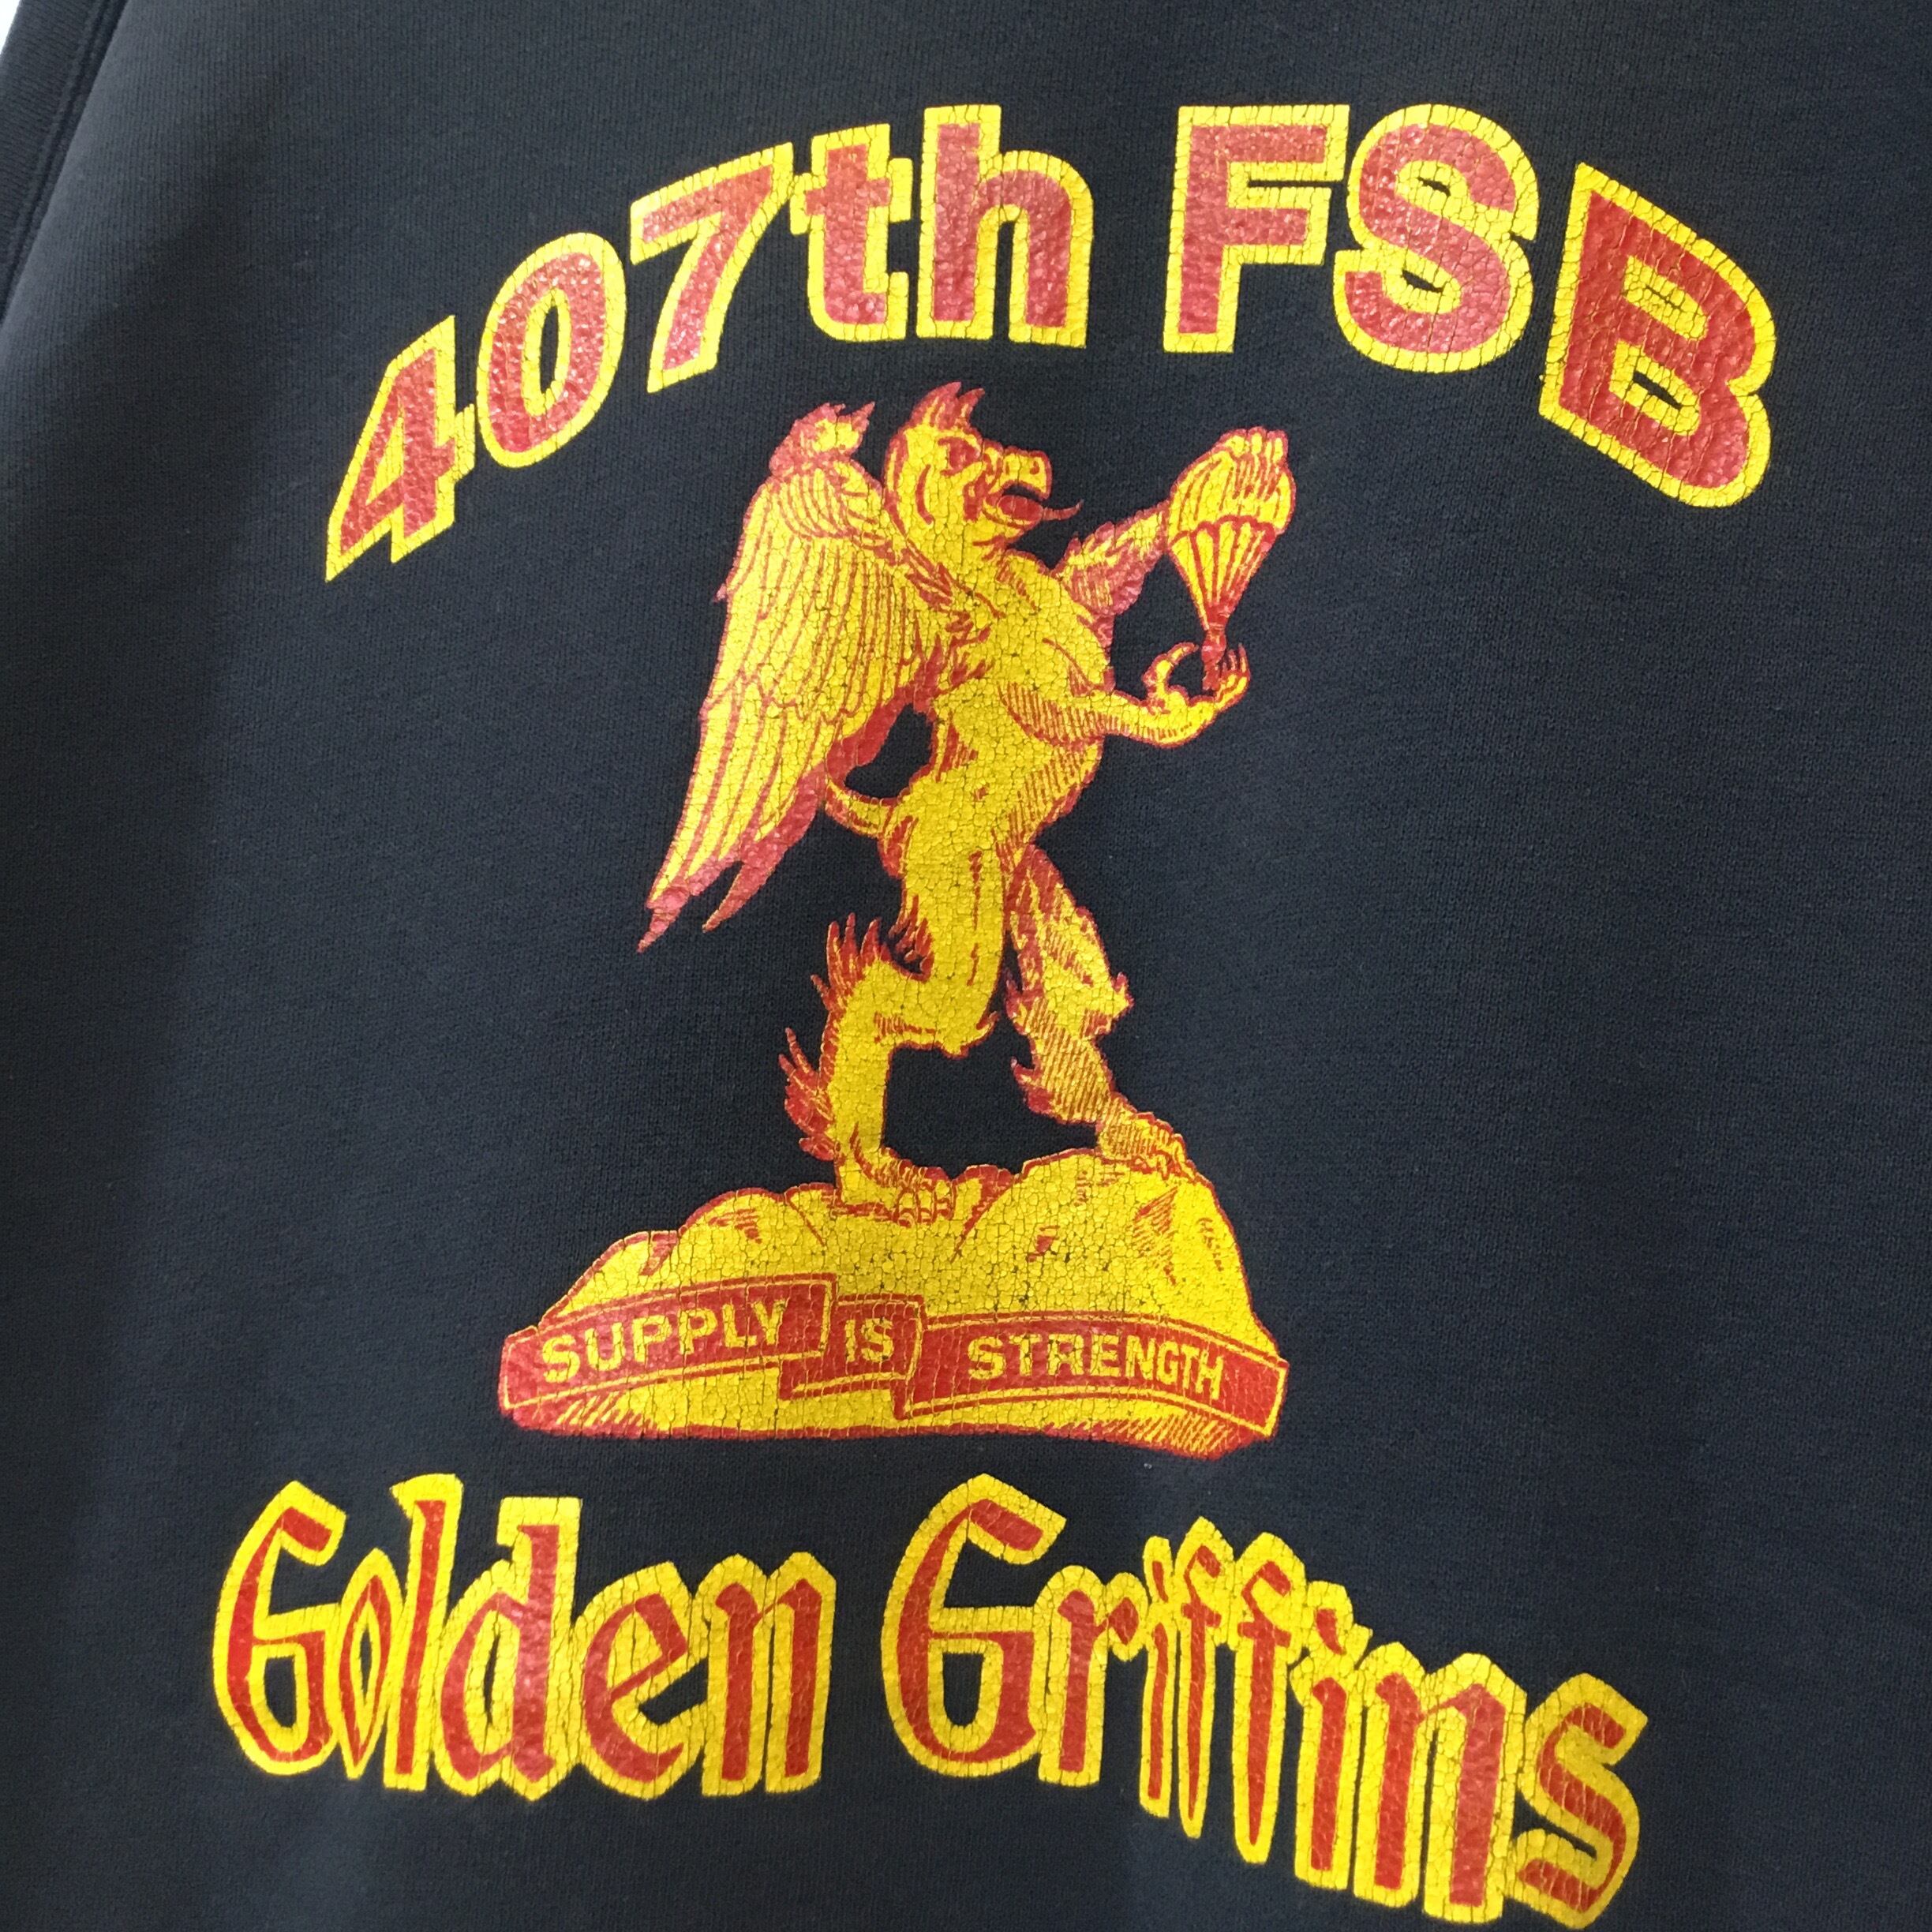 407th FSB
SUPPLY IS STRENGTH
Golden Griffins